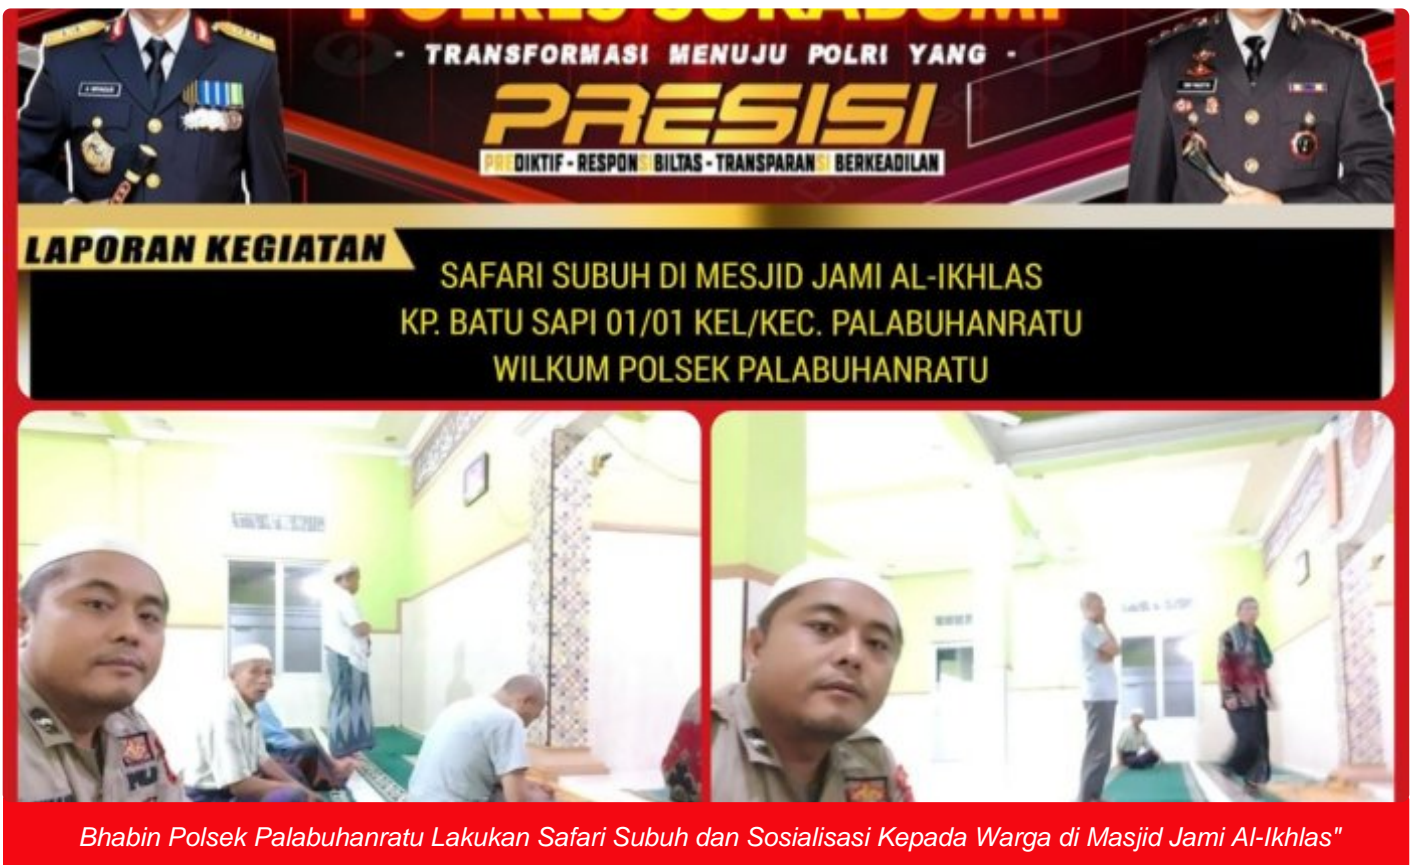 POLRES SUKABUMI
- TRANSFORMASI MENUJU POLRI YANG -
PRESISI
PREDIKTIF - RESPONSIBILTAS - TRANSPARANSI BERKEADILAN
LAPORAN KEGIATAN
SAFARI SUBUH DI MESJID JAMI AL-IKHLAS
KP. BATU SAPI 01/01 KEL/KEC. PALABUHANRATU
WILKUM POLSEK PALABUHANRATU
Bhabin Polsek Palabuhanratu Lakukan Safari Subuh dan Sosialisasi Kepada Warga di Masjid Jami Al-Ikhlas"